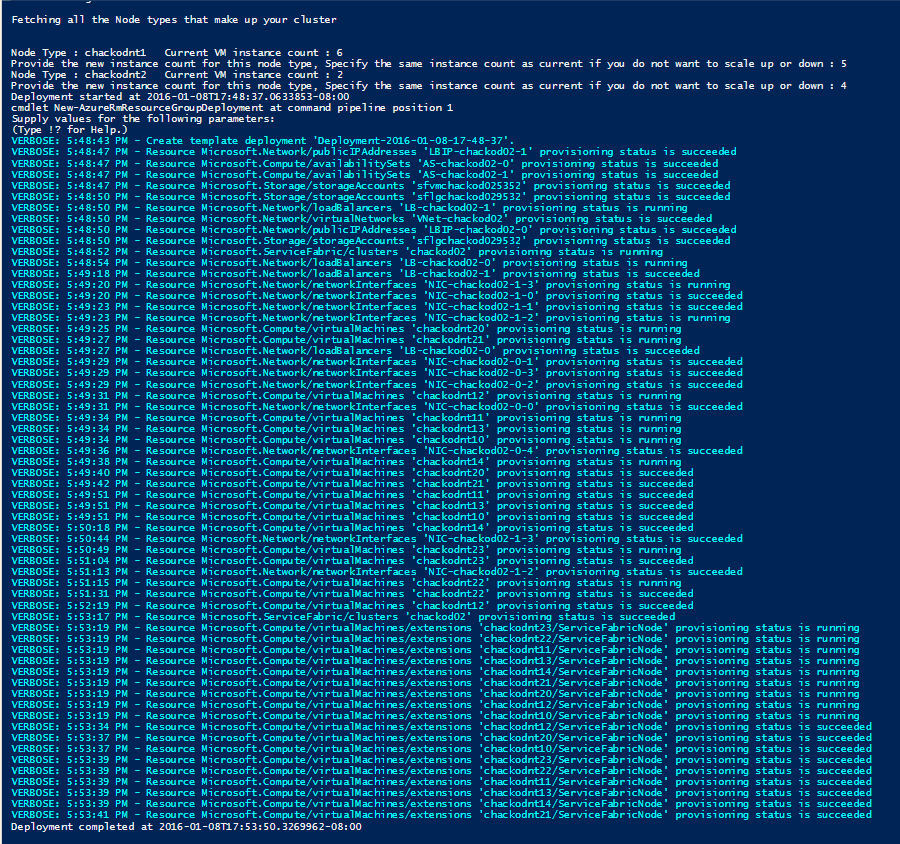 Fetching all the Node types that make up your cluster
Node Type : chackodnt1   Current VM instance count : 6
Provide the new instance count for this node type, Specify the same instance count as current if you do not want to scale up or down : 5
Node Type : chackodnt2   Current VM instance count : 2
Provide the new instance count for this node type, Specify the same instance count as current if you do not want to scale up or down : 4
Deployment started at 2016-01-08T17:48:37.0633853-08:00
cmdlet New-AzureRmResourceGroupDeployment at command pipeline position 1
Supply values for the following parameters:
(Type !? for Help.)
VERBOSE: 5:48:43 PM - Create template deployment 'Deployment-2016-01-08-17-48-37'.
VERBOSE: 5:48:47 PM - Resource Microsoft.Network/publicIPAddresses 'LBIP-chackod02-1' provisioning status is succeeded
VERBOSE: 5:48:47 PM - Resource Microsoft.Compute/availabilitySets 'AS-chackod02-0' provisioning status is succeeded
VERBOSE: 5:48:47 PM - Resource Microsoft.Compute/availabilitySets 'AS-chackod02-1' provisioning status is succeeded
VERBOSE: 5:48:47 PM - Resource Microsoft.Storage/storageAccounts 'sfvmchackod025352' provisioning status is succeeded
VERBOSE: 5:48:50 PM - Resource Microsoft.Storage/storageAccounts 'sflgchackod029532' provisioning status is succeeded
VERBOSE: 5:48:50 PM - Resource Microsoft.Network/loadBalancers 'LB-chackod02-1' provisioning status is running
VERBOSE: 5:48:50 PM - Resource Microsoft.Network/virtualNetworks 'VNet-chackod02' provisioning status is succeeded
VERBOSE: 5:48:50 PM - Resource Microsoft.Network/publicIPAddresses 'LBIP-chackod02-0' provisioning status is succeeded
VERBOSE: 5:48:50 PM - Resource Microsoft.Storage/storageAccounts 'sflgchackod029532' provisioning status is succeeded
VERBOSE: 5:48:52 PM - Resource Microsoft.ServiceFabric/clusters 'chackod02' provisioning status is running
VERBOSE: 5:48:54 PM - Resource Microsoft.Network/loadBalancers 'LB-chackod02-0' provisioning status is running
VERBOSE: 5:49:18 PM - Resource Microsoft.Network/loadBalancers 'LB-chackod02-1' provisioning status is succeeded
VERBOSE: 5:49:20 PM - Resource Microsoft.Network/networkInterfaces 'NIC-chackod02-1-3' provisioning status is running
VERBOSE: 5:49:20 PM - Resource Microsoft.Network/networkInterfaces 'NIC-chackod02-1-0' provisioning status is succeeded
VERBOSE: 5:49:23 PM - Resource Microsoft.Network/networkInterfaces 'NIC-chackod02-1-1' provisioning status is succeeded
VERBOSE: 5:49:23 PM - Resource Microsoft.Network/networkInterfaces 'NIC-chackod02-1-2' provisioning status is running
VERBOSE: 5:49:25 PM - Resource Microsoft.Compute/virtualMachines 'chackodnt20' provisioning status is running
VERBOSE: 5:49:27 PM - Resource Microsoft.Compute/virtualMachines 'chackodnt21' provisioning status is running
VERBOSE: 5:49:27 PM - Resource Microsoft.Network/loadBalancers 'LB-chackod02-0' provisioning status is succeeded
VERBOSE: 5:49:29 PM - Resource Microsoft.Network/networkInterfaces 'NIC-chackod02-0-1' provisioning status is succeeded
VERBOSE: 5:49:29 PM - Resource Microsoft.Network/networkInterfaces 'NIC-chackod02-0-3' provisioning status is succeeded
VERBOSE: 5:49:29 PM - Resource Microsoft.Network/networkInterfaces 'NIC-chackod02-0-2' provisioning status is succeeded
VERBOSE: 5:49:31 PM - Resource Microsoft.Compute/virtualMachines 'chackodnt12' provisioning status is running
VERBOSE: 5:49:31 PM - Resource Microsoft.Network/networkInterfaces 'NIC-chackod02-0-0' provisioning status is succeeded
VERBOSE: 5:49:34 PM - Resource Microsoft.Compute/virtualMachines 'chackodnt11' provisioning status is running
VERBOSE: 5:49:34 PM - Resource Microsoft.Compute/virtualMachines 'chackodnt13' provisioning status is running
VERBOSE: 5:49:34 PM - Resource Microsoft.Compute/virtualMachines 'chackodnt10' provisioning status is running
VERBOSE: 5:49:36 PM - Resource Microsoft.Network/networkInterfaces 'NIC-chackod02-0-4' provisioning status is succeeded
VERBOSE: 5:49:38 PM - Resource Microsoft.Compute/virtualMachines 'chackodnt14' provisioning status is running
VERBOSE: 5:49:40 PM - Resource Microsoft.Compute/virtualMachines 'chackodnt20' provisioning status is succeeded
VERBOSE: 5:49:42 PM - Resource Microsoft.Compute/virtualMachines 'chackodnt21' provisioning status is succeeded
VERBOSE: 5:49:51 PM - Resource Microsoft.Compute/virtualMachines 'chackodnt11' provisioning status is succeeded
VERBOSE: 5:49:51 PM - Resource Microsoft.Compute/virtualMachines 'chackodnt13' provisioning status is succeeded
VERBOSE: 5:49:51 PM - Resource Microsoft.Compute/virtualMachines 'chackodnt10' provisioning status is succeeded
VERBOSE: 5:50:18 PM - Resource Microsoft.Compute/virtualMachines 'chackodnt14' provisioning status is succeeded
VERBOSE: 5:50:44 PM - Resource Microsoft.Network/networkInterfaces 'NIC-chackod02-1-3' provisioning status is succeeded
VERBOSE: 5:50:49 PM - Resource Microsoft.Compute/virtualMachines 'chackodnt23' provisioning status is running
VERBOSE: 5:51:04 PM - Resource Microsoft.Compute/virtualMachines 'chackodnt23' provisioning status is succeeded
VERBOSE: 5:51:13 PM - Resource Microsoft.Network/networkInterfaces 'NIC-chackod02-1-2' provisioning status is succeeded
VERBOSE: 5:51:15 PM - Resource Microsoft.Compute/virtualMachines 'chackodnt22' provisioning status is running
VERBOSE: 5:51:31 PM - Resource Microsoft.Compute/virtualMachines 'chackodnt22' provisioning status is succeeded
VERBOSE: 5:52:19 PM - Resource Microsoft.Compute/virtualMachines 'chackodnt12' provisioning status is succeeded
VERBOSE: 5:53:17 PM - Resource Microsoft.ServiceFabric/clusters 'chackod02' provisioning status is succeeded
VERBOSE: 5:53:19 PM - Resource Microsoft.Compute/virtualMachines/extensions 'chackodnt23/ServiceFabricNode' provisioning status is running
VERBOSE: 5:53:19 PM - Resource Microsoft.Compute/virtualMachines/extensions 'chackodnt22/ServiceFabricNode' provisioning status is running
VERBOSE: 5:53:19 PM - Resource Microsoft.Compute/virtualMachines/extensions 'chackodnt11/ServiceFabricNode' provisioning status is running
VERBOSE: 5:53:19 PM - Resource Microsoft.Compute/virtualMachines/extensions 'chackodnt13/ServiceFabricNode' provisioning status is running
VERBOSE: 5:53:19 PM - Resource Microsoft.Compute/virtualMachines/extensions 'chackodnt14/ServiceFabricNode' provisioning status is running
VERBOSE: 5:53:19 PM - Resource Microsoft.Compute/virtualMachines/extensions 'chackodnt21/ServiceFabricNode' provisioning status is running
VERBOSE: 5:53:19 PM - Resource Microsoft.Compute/virtualMachines/extensions 'chackodnt20/ServiceFabricNode' provisioning status is running
VERBOSE: 5:53:19 PM - Resource Microsoft.Compute/virtualMachines/extensions 'chackodnt12/ServiceFabricNode' provisioning status is running
VERBOSE: 5:53:19 PM - Resource Microsoft.Compute/virtualMachines/extensions 'chackodnt10/ServiceFabricNode' provisioning status is running
VERBOSE: 5:53:34 PM - Resource Microsoft.Compute/virtualMachines/extensions 'chackodnt12/ServiceFabricNode' provisioning status is succeeded
VERBOSE: 5:53:37 PM - Resource Microsoft.Compute/virtualMachines/extensions 'chackodnt20/ServiceFabricNode' provisioning status is succeeded
VERBOSE: 5:53:37 PM - Resource Microsoft.Compute/virtualMachines/extensions 'chackodnt10/ServiceFabricNode' provisioning status is succeeded
VERBOSE: 5:53:39 PM - Resource Microsoft.Compute/virtualMachines/extensions 'chackodnt23/ServiceFabricNode' provisioning status is succeeded
VERBOSE: 5:53:39 PM - Resource Microsoft.Compute/virtualMachines/extensions 'chackodnt22/ServiceFabricNode' provisioning status is succeeded
VERBOSE: 5:53:39 PM - Resource Microsoft.Compute/virtualMachines/extensions 'chackodnt11/ServiceFabricNode' provisioning status is succeeded
VERBOSE: 5:53:39 PM - Resource Microsoft.Compute/virtualMachines/extensions 'chackodnt13/ServiceFabricNode' provisioning status is succeeded
VERBOSE: 5:53:39 PM - Resource Microsoft.Compute/virtualMachines/extensions 'chackodnt14/ServiceFabricNode' provisioning status is succeeded
VERBOSE: 5:53:41 PM - Resource Microsoft.Compute/virtualMachines/extensions 'chackodnt21/ServiceFabricNode' provisioning status is succeeded
Deployment completed at 2016-01-08T17:53:50.3269962-08:00